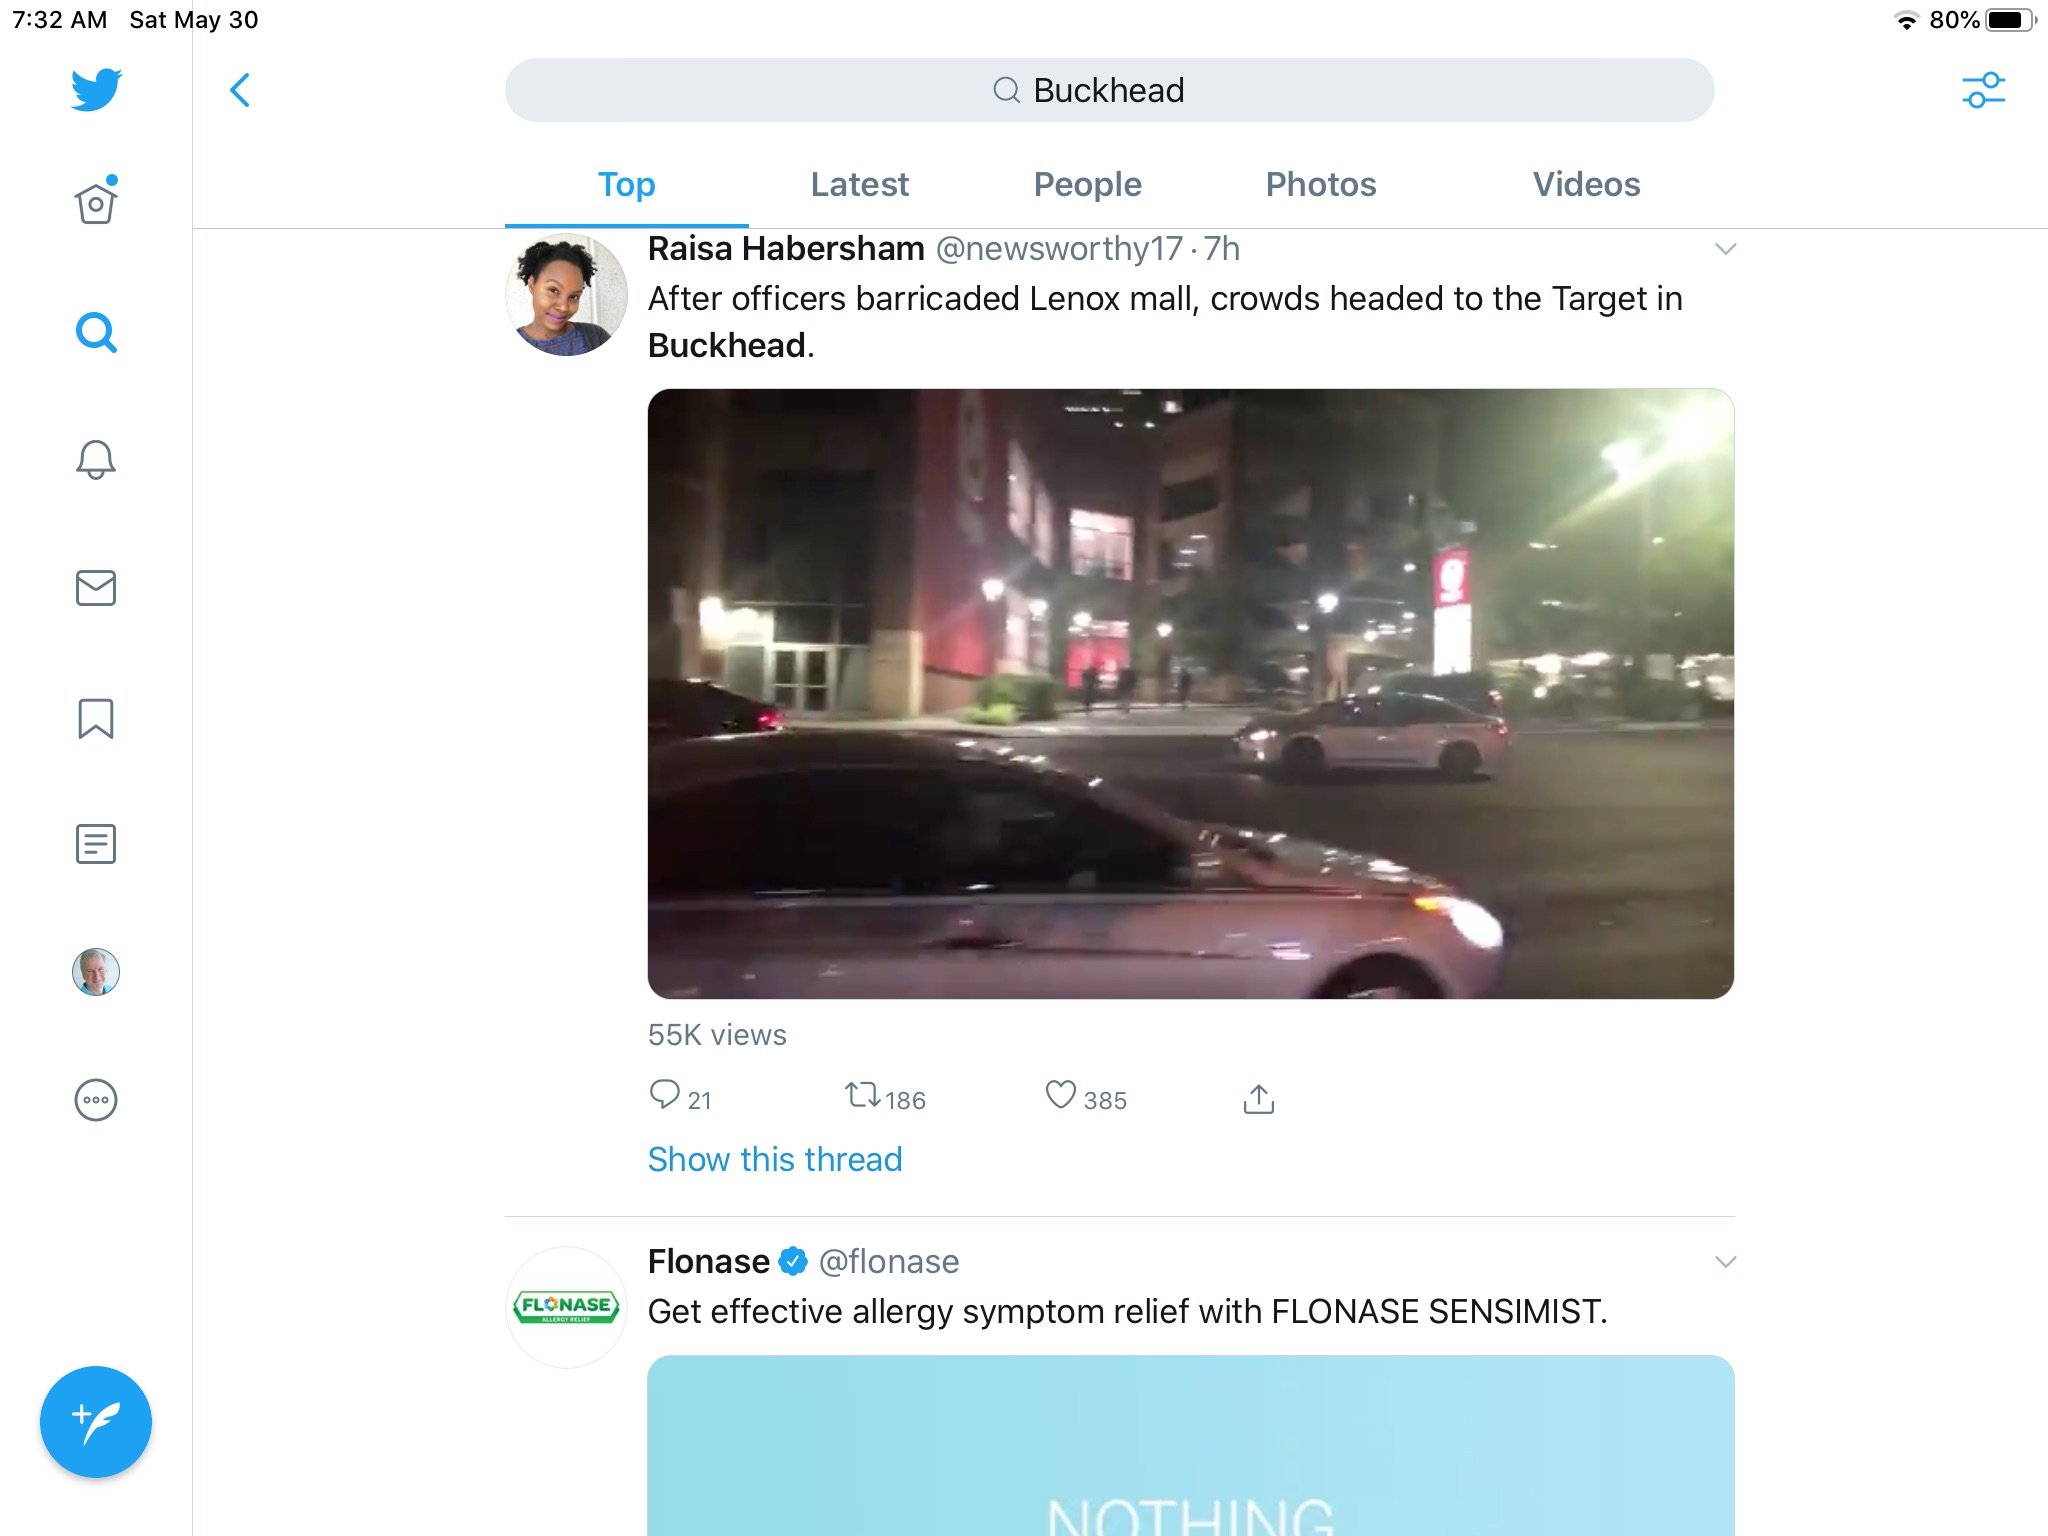 7:32 AM Sat May 30
80%
Buckhead
Top Latest People Photos Videos
Raisa Habersham @newsworthy17 · 7h
After officers barricaded Lenox mall, crowds headed to the Target in
Buckhead.
55K views
21 186 385
Show this thread
Flonase @flonase
FLONASE
ALLERGY RELIEF
Get effective allergy symptom relief with FLONASE SENSIMIST.
NOTHING